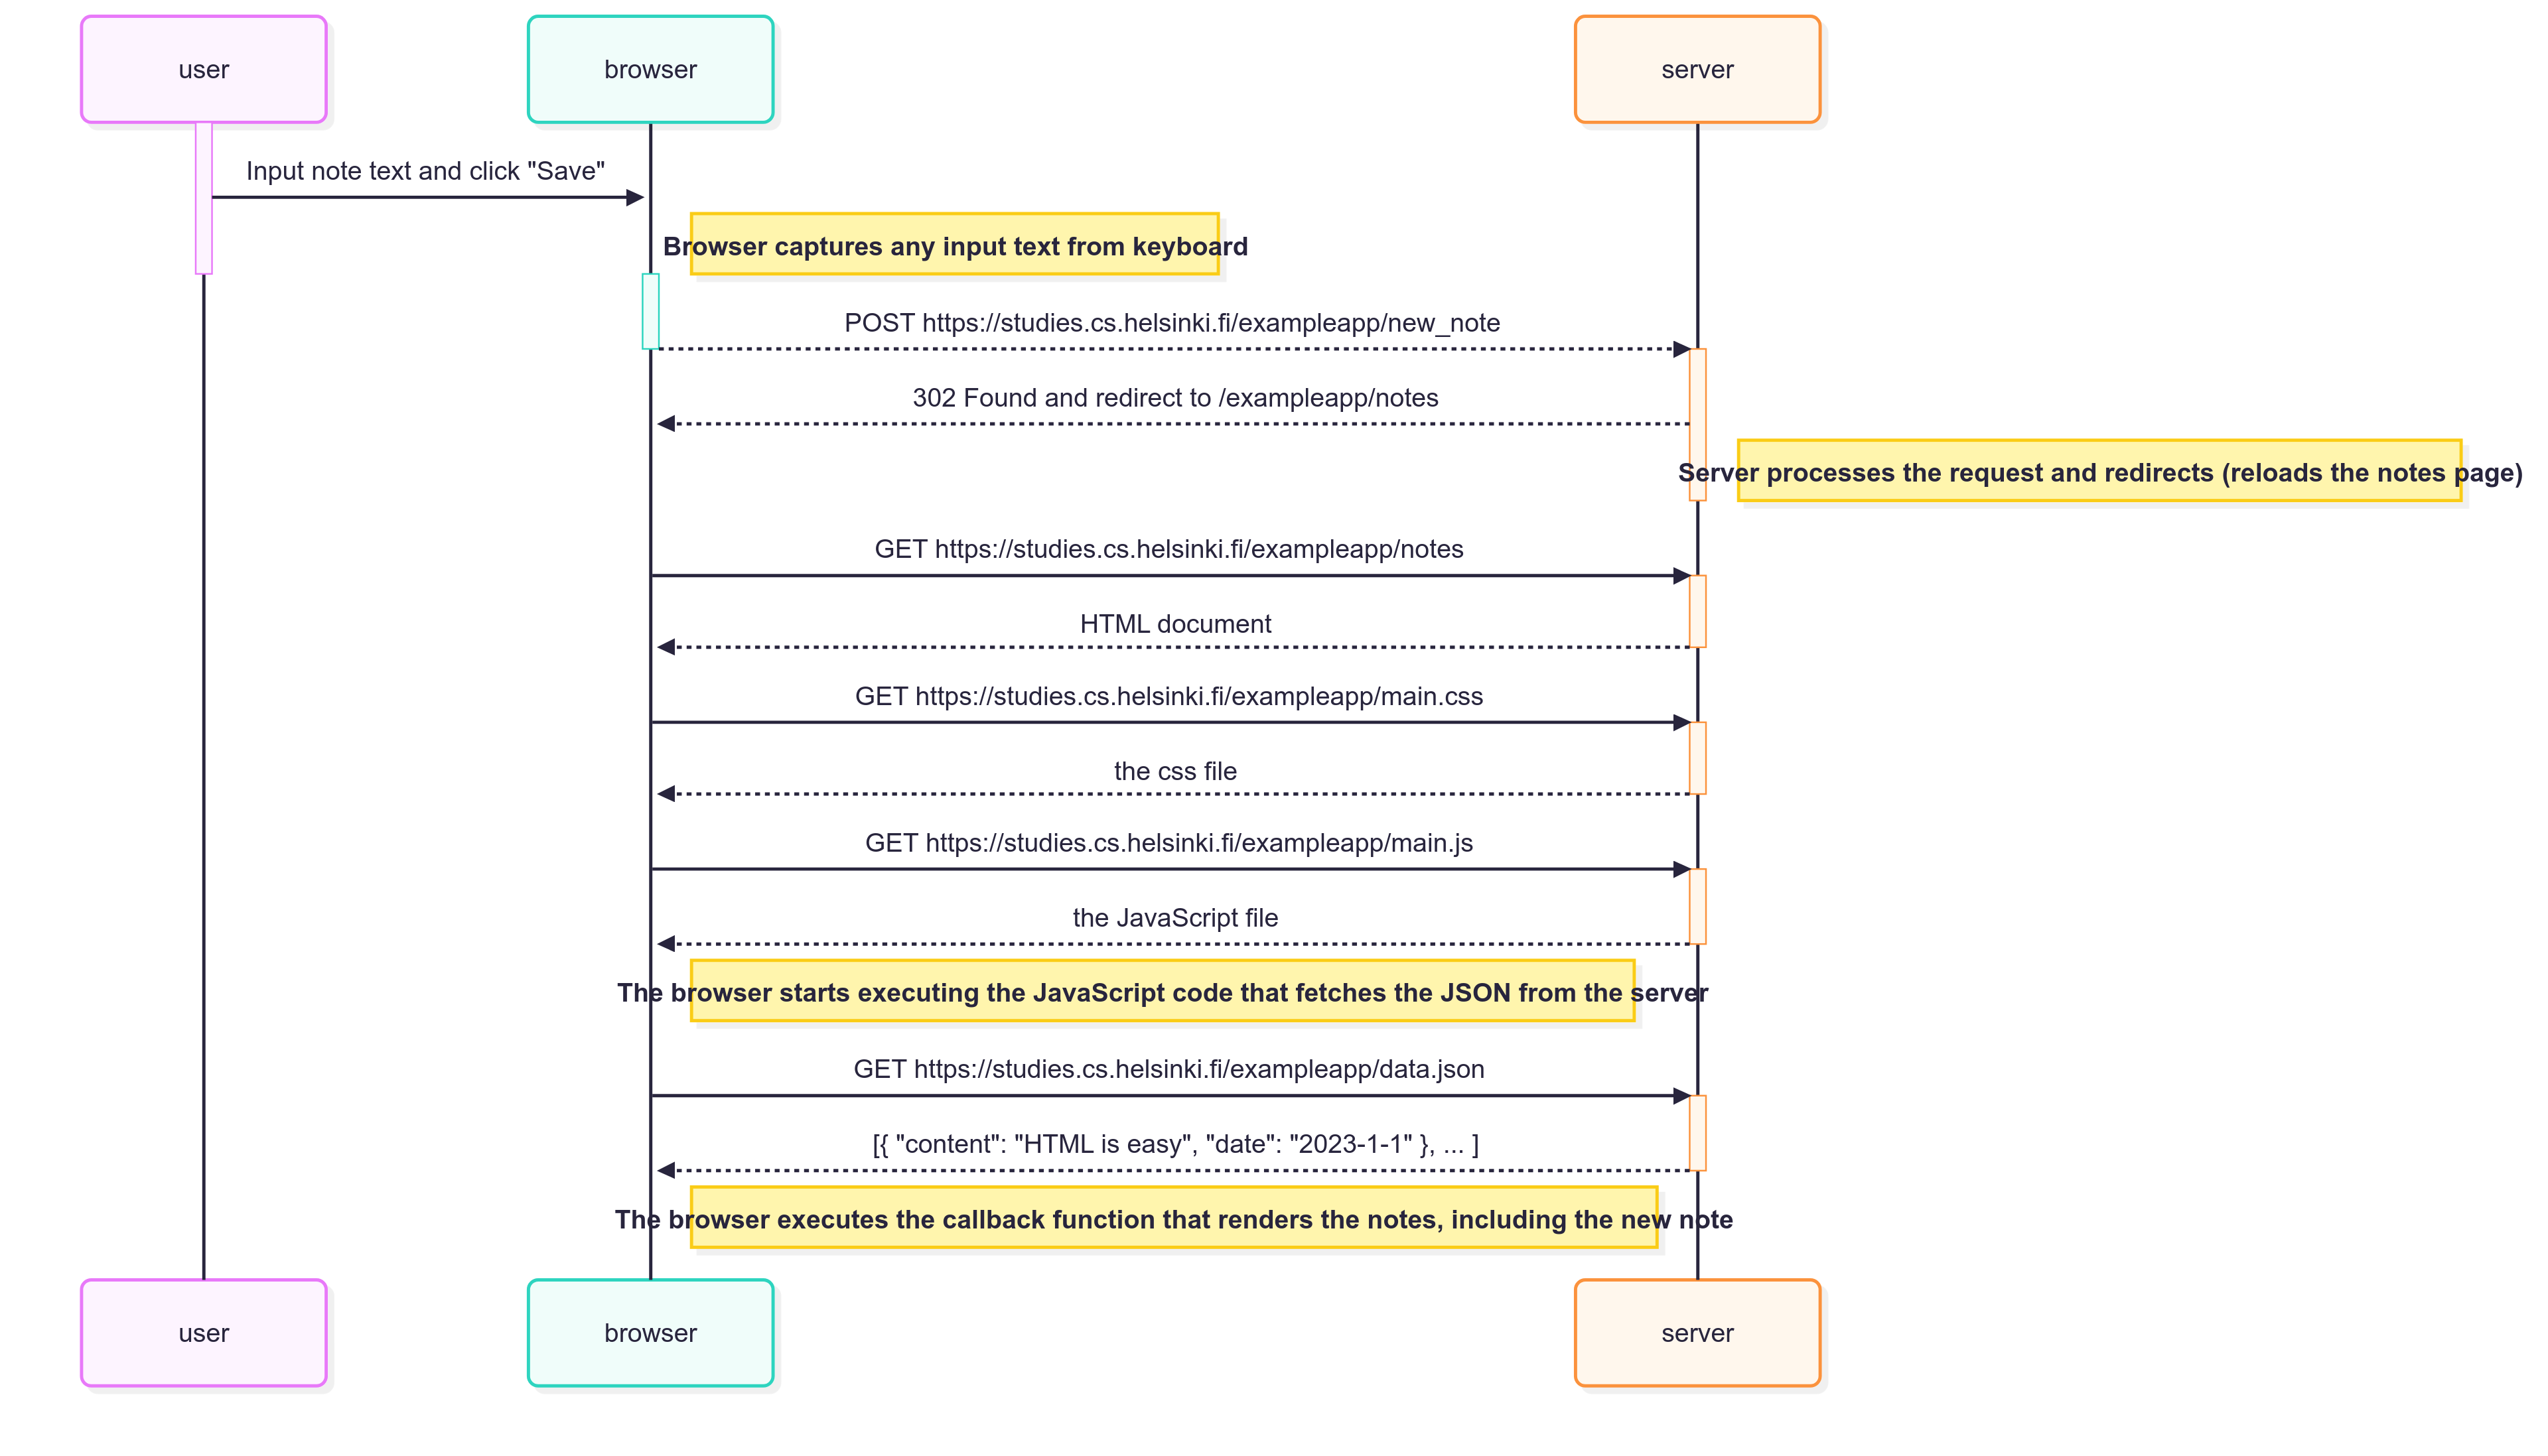 user
browser
server
Input note text and click "Save"
Browser captures any input text from keyboard
POST https://studies.cs.helsinki.fi/exampleapp/new_note
302 Found and redirect to /exampleapp/notes
Server processes the request and redirects (reloads the notes page)
GET https://studies.cs.helsinki.fi/exampleapp/notes
HTML document
GET https://studies.cs.helsinki.fi/exampleapp/main.css
the css file
GET https://studies.cs.helsinki.fi/exampleapp/main.js
the JavaScript file
The browser starts executing the JavaScript code that fetches the JSON from the server
GET https://studies.cs.helsinki.fi/exampleapp/data.json
[{ "content": "HTML is easy", "date": "2023-1-1" }, ... ]
The browser executes the callback function that renders the notes, including the new note
user
browser
server